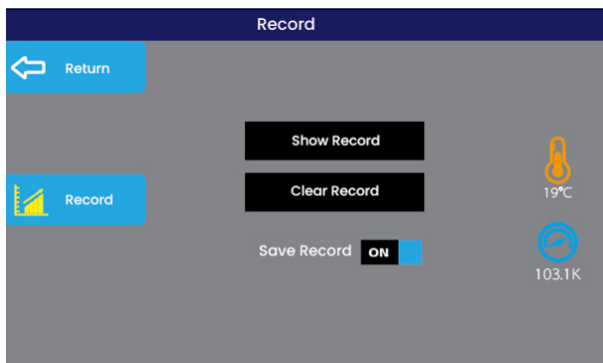 Record
Return
Show Record
Clear Record
Record
19°C
Save Record ON
103.1K